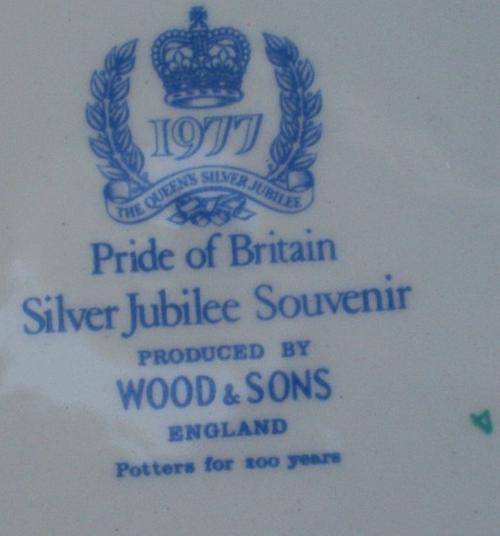 1977
THE QUEEN'S SILVER JUBILEE
Pride of Britain
Silver Jubilee Souvenir
PRODUCED BY
WOOD & SONS
ENGLAND
Potters for 200 years